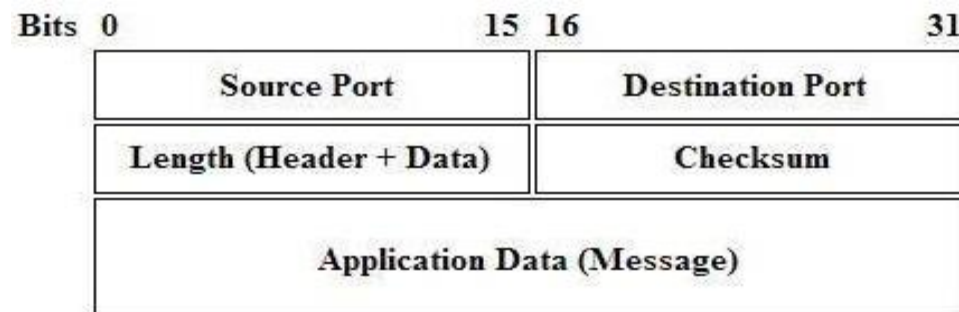 Bits 0 15 16 31
Source Port Destination Port
Length (Header + Data) Checksum
Application Data (Message)